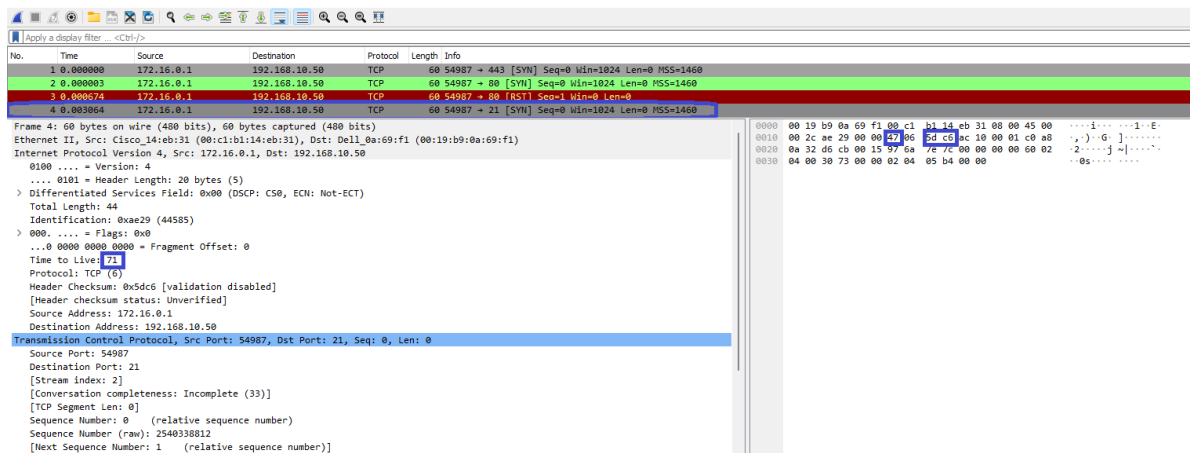 Apply a display filter ... <Ctrl-/>
No. Time Source Destination Protocol Length Info
1 0.000000 172.16.0.1 192.168.10.50 TCP 60 54987 → 443 [SYN] Seq=0 Win=1024 Len=0 MSS=1460
2 0.000003 172.16.0.1 192.168.10.50 TCP 60 54987 → 80 [SYN] Seq=0 Win=1024 Len=0 MSS=1460
3 0.000674 172.16.0.1 192.168.10.50 TCP 60 54987 → 80 [RST] Seq=1 Win=0 Len=0
4 0.003064 172.16.0.1 192.168.10.50 TCP 60 54987 → 21 [SYN] Seq=0 Win=1024 Len=0 MSS=1460
Frame 4: 60 bytes on wire (480 bits), 60 bytes captured (480 bits)
Ethernet II, Src: Cisco_14:eb:31 (00:c1:b1:14:eb:31), Dst: Dell_0a:69:f1 (00:19:b9:0a:69:f1)
Internet Protocol Version 4, Src: 172.16.0.1, Dst: 192.168.10.50
0100 .... = Version: 4
.... 0101 = Header Length: 20 bytes (5)
> Differentiated Services Field: 0x00 (DSCP: CS0, ECN: Not-ECT)
Total Length: 44
Identification: 0xae29 (44585)
> 000. .... = Flags: 0x0
...0 0000 0000 0000 = Fragment Offset: 0
Time to Live: 71
Protocol: TCP (6)
Header Checksum: 0x5dc6 [validation disabled]
[Header checksum status: Unverified]
Source Address: 172.16.0.1
Destination Address: 192.168.10.50
Transmission Control Protocol, Src Port: 54987, Dst Port: 21, Seq: 0, Len: 0
Source Port: 54987
Destination Port: 21
[Stream index: 2]
[Conversation completeness: Incomplete (33)]
[TCP Segment Len: 0]
Sequence Number: 0 (relative sequence number)
Sequence Number (raw): 2540338812
[Next Sequence Number: 1 (relative sequence number)]
0000 00 19 b9 0a 69 f1 00 c1 b1 14 eb 31 08 00 45 00 ····i··· ···1··E·
0010 00 2c ae 29 00 00 47 06 5d c6 ac 10 00 01 c0 a8 ·,·)··G· ]·······
0020 0a 32 d6 cb 00 15 97 6a 7e 7c 00 00 00 00 60 02 ·2·····j ~|····`·
0030 04 00 30 73 00 00 02 04 05 b4 00 00 ··0s···· ····